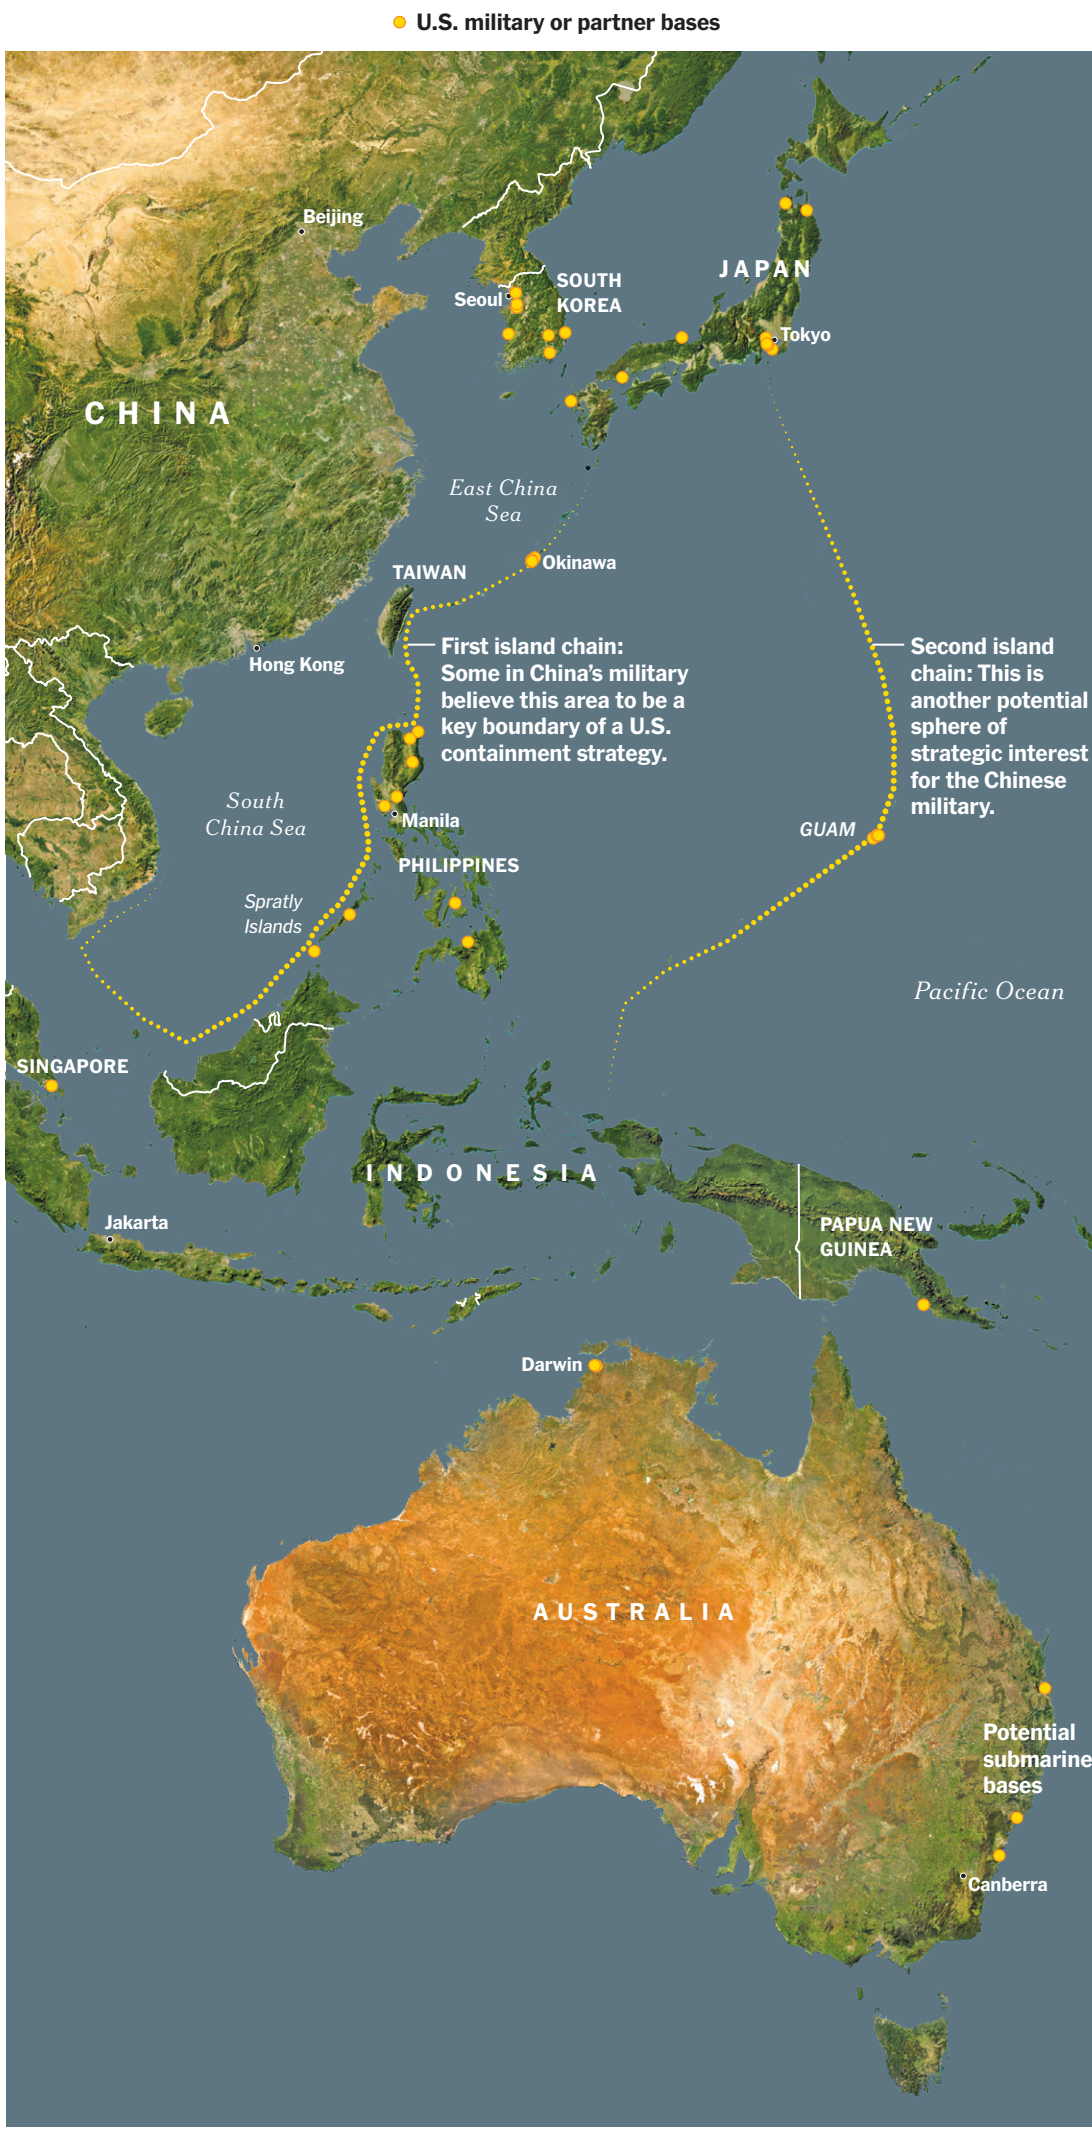 U.S. military or partner bases
Beijing
JAPAN
SOUTH
KOREA
Seoul
Tokyo
CHINA
East China
Sea
Okinawa
TAIWAN
First island chain:
Some in China's military
believe this area to be a
key boundary of a U.S.
containment strategy.
Second island
chain: This is
another potential
sphere of
strategic interest
for the Chinese
military.
Hong Kong
South
China Sea
Manila
GUAM
PHILIPPINES
Spratly
Islands
Pacific Ocean
SINGAPORE
INDONESIA
Jakarta
PAPUA NEW
GUINEA
Darwin
AUSTRALIA
Potential
submarine
bases
Canberra